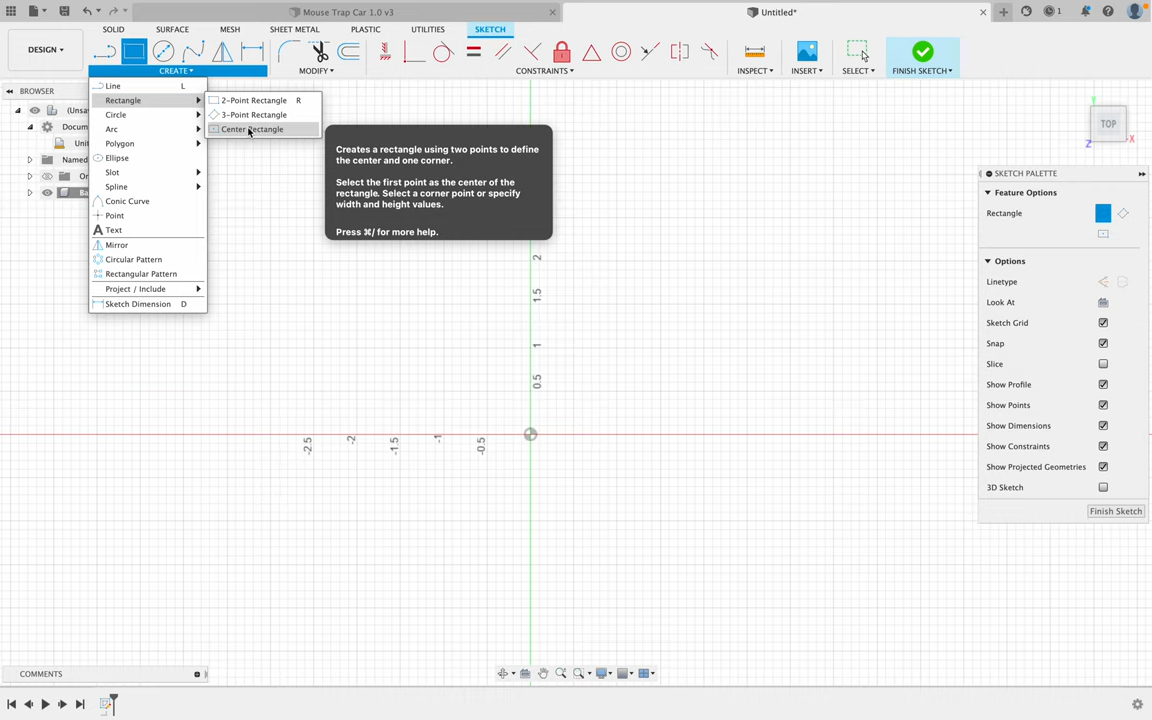 Mouse Trap Car 1.0 v3
Untitled*
1
DESIGN
SOLID
SURFACE
MESH
SHEET METAL
PLASTIC
UTILITIES
SKETCH
CREATE
MODIFY
CONSTRAINTS
INSPECT
INSERT
SELECT
FINISH SKETCH
BROWSER
(Unsa
Docum
Unit
Named
Or
Ba
Line L
Rectangle
Circle
Arc
Polygon
Ellipse
Slot
Spline
Conic Curve
Point
Text
Mirror
Circular Pattern
Rectangular Pattern
Project / Include
Sketch Dimension D
2-Point Rectangle R
3-Point Rectangle
Center Rectangle
Creates a rectangle using two points to define
the center and one corner.
Select the first point as the center of the
rectangle. Select a corner point or specify
width and height values.
Press ⌘/ for more help.
TOP
Y
X
Z
SKETCH PALETTE
Feature Options
Rectangle
Options
Linetype
Look At
Sketch Grid
Snap
Slice
Show Profile
Show Points
Show Dimensions
Show Constraints
Show Projected Geometries
3D Sketch
Finish Sketch
2
1.5
1
0.5
-2.5
-2
-1.5
-1
-0.5
COMMENTS